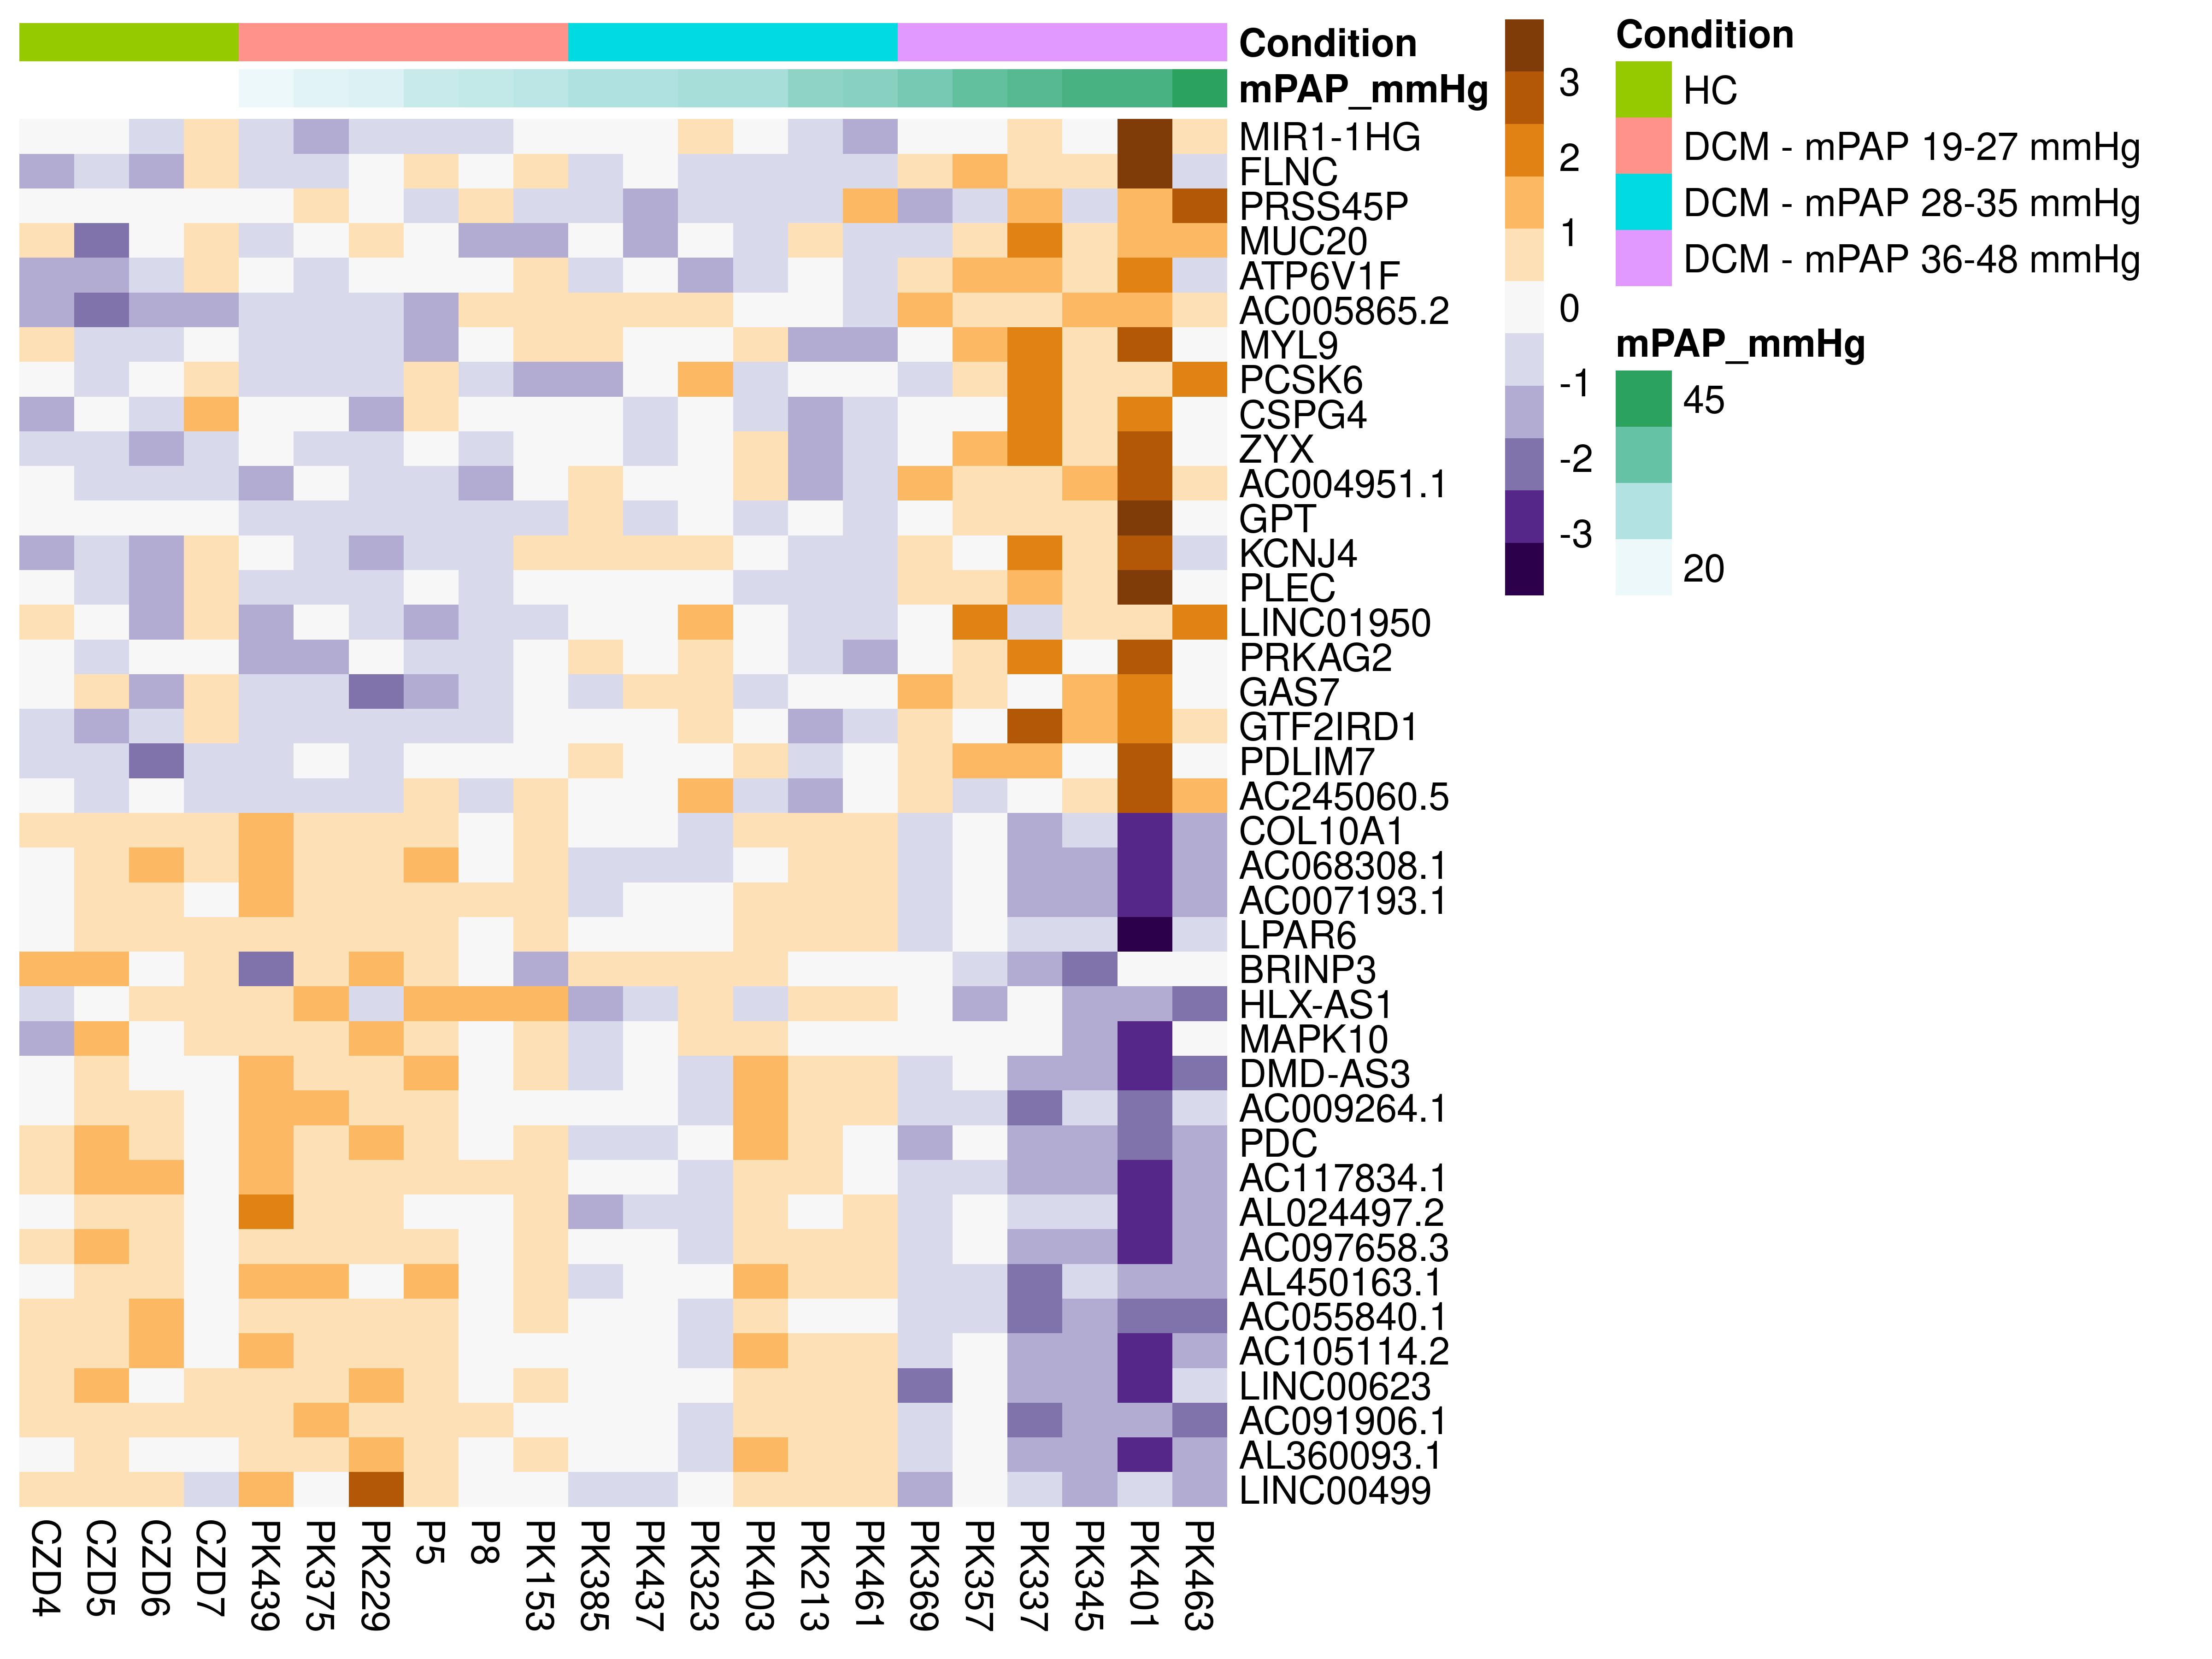 Condition
mPAP_mmHg
MIR1-1HG
FLNC
PRSS45P
MUC20
ATP6V1F
AC005865.2
MYL9
PCSK6
CSPG4
ZYX
AC004951.1
GPT
KCNJ4
PLEC
LINC01950
PRKAG2
GAS7
GTF2IRD1
PDLIM7
AC245060.5
COL10A1
AC068308.1
AC007193.1
LPAR6
BRINP3
HLX-AS1
MAPK10
DMD-AS3
AC009264.1
PDC
AC117834.1
AL024497.2
AC097658.3
AL450163.1
AC055840.1
AC105114.2
LINC00623
AC091906.1
AL360093.1
LINC00499
CZD4
CZD5
CZD6
CZD7
PK439
PK375
PK229
P5
P8
PK153
PK385
PK437
PK323
PK403
PK213
PK461
PK369
PK357
PK337
PK345
PK401
PK463
3
2
1
0
-1
-2
-3
Condition
HC
DCM - mPAP 19-27 mmHg
DCM - mPAP 28-35 mmHg
DCM - mPAP 36-48 mmHg
mPAP_mmHg
45
20